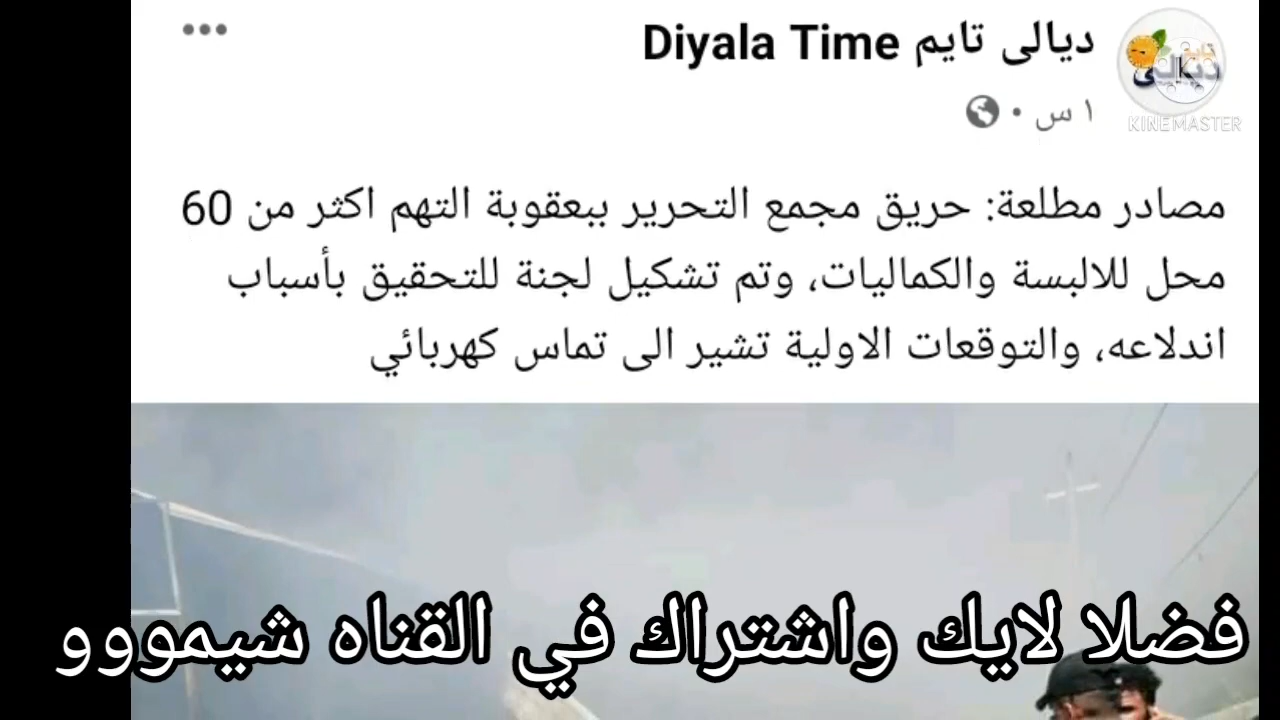 ديالى تايم Diyala Time
١ س •
KINEMASTER
مصادر مطلعة: حريق مجمع التحرير ببعقوبة التهم اكثر من 60
محل للالبسة والكماليات، وتم تشكيل لجنة للتحقيق بأسباب
اندلاعه، والتوقعات الاولية تشير الى تماس كهربائي
فضلا لايك واشتراك في القناه شيمووو